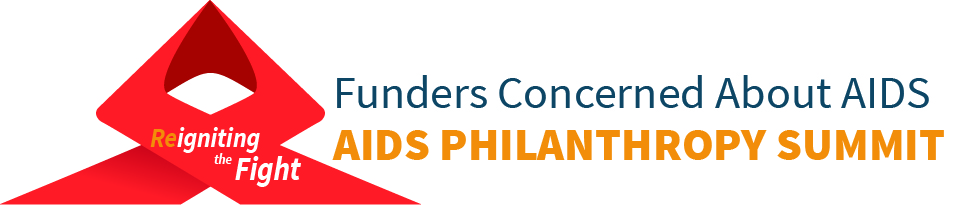 Reigniting
the
Fight
Funders Concerned About AIDS
AIDS PHILANTHROPY SUMMIT